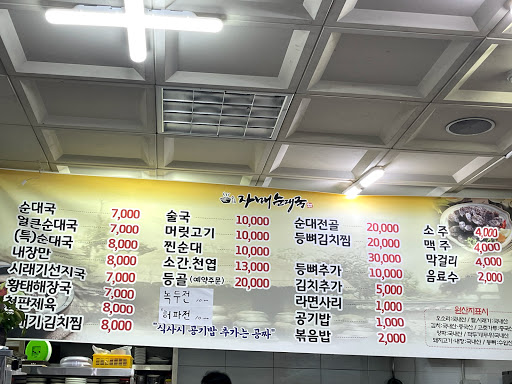 자매순대국
순대국 7,000
얼큰순대국 7,000
(특)순대국 8,000
내장만 8,000
시래기선지국 7,000
황태해장국 7,000
철판제육 8,000
김치찜 8,000
술국 10,000
머릿고기 10,000
찐순대 10,000
소간천엽 13,000
등골 (예약주문) 20,000
녹두전
해파전
"식사시 공기밥 추가는 공짜"
순대전골 20,000
등뼈김치찜 20,000
30,000
등뼈추가 10,000
김치추가 5,000
라면사리 1,000
공기밥 1,000
볶음밥 2,000
소 주 4,000
맥 주 4,000
막걸리 4,000
음료수 2,000
원산지표시